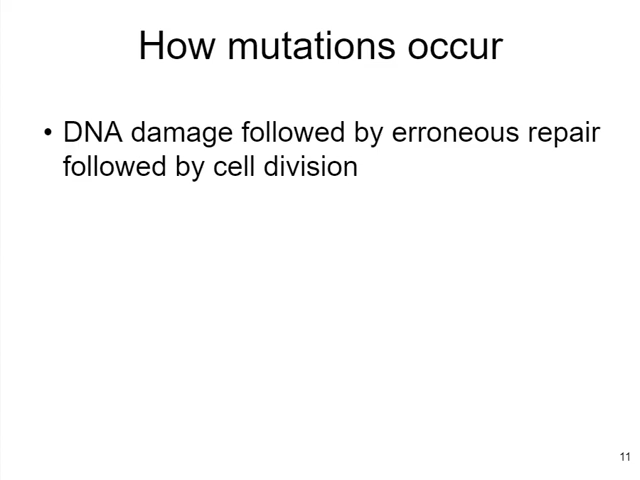 How mutations occur
• DNA damage followed by erroneous repair
followed by cell division
11